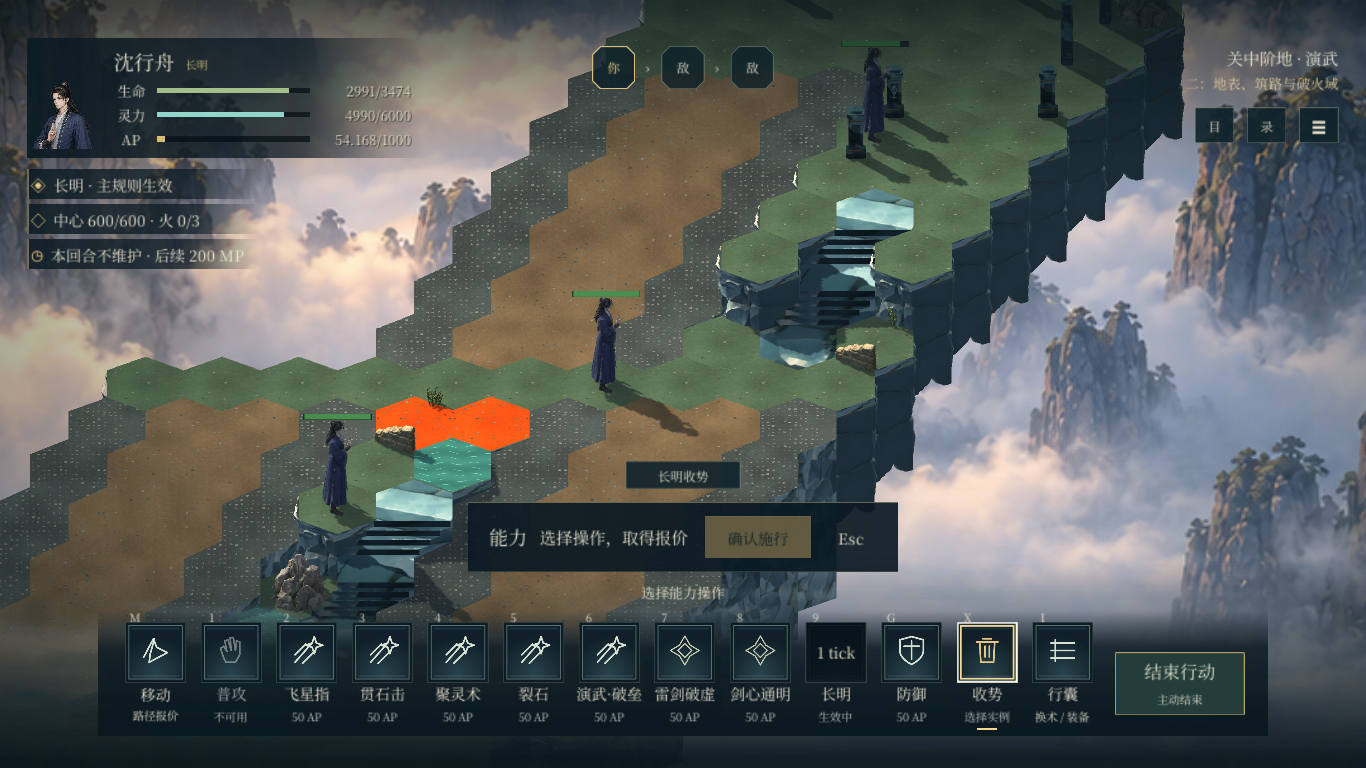 沈行舟 长明
生命 2991/3474
灵力 4990/6000
AP 54.168/1000
长明 · 主规则生效
中心 600/600 · 火 0/3
本回合不维护 · 后续 200 MP
你 › 敌 › 敌
关中阶地 · 演武
二：地表、筑路与破火域
目 录
长明收势
能力 选择操作，取得报价 确认施行 Esc
选择能力操作
M 1 2 3 4 5 6 7 8 9 G X I
1 tick
移动 普攻 飞星指 贯石击 聚灵术 裂石 演武·破垒 雷剑破虚 剑心通明 长明 防御 收势 行囊
路径报价 不可用 50 AP 50 AP 50 AP 50 AP 50 AP 50 AP 50 AP 生效中 50 AP 选择实例 换术 / 装备
结束行动
主动结束